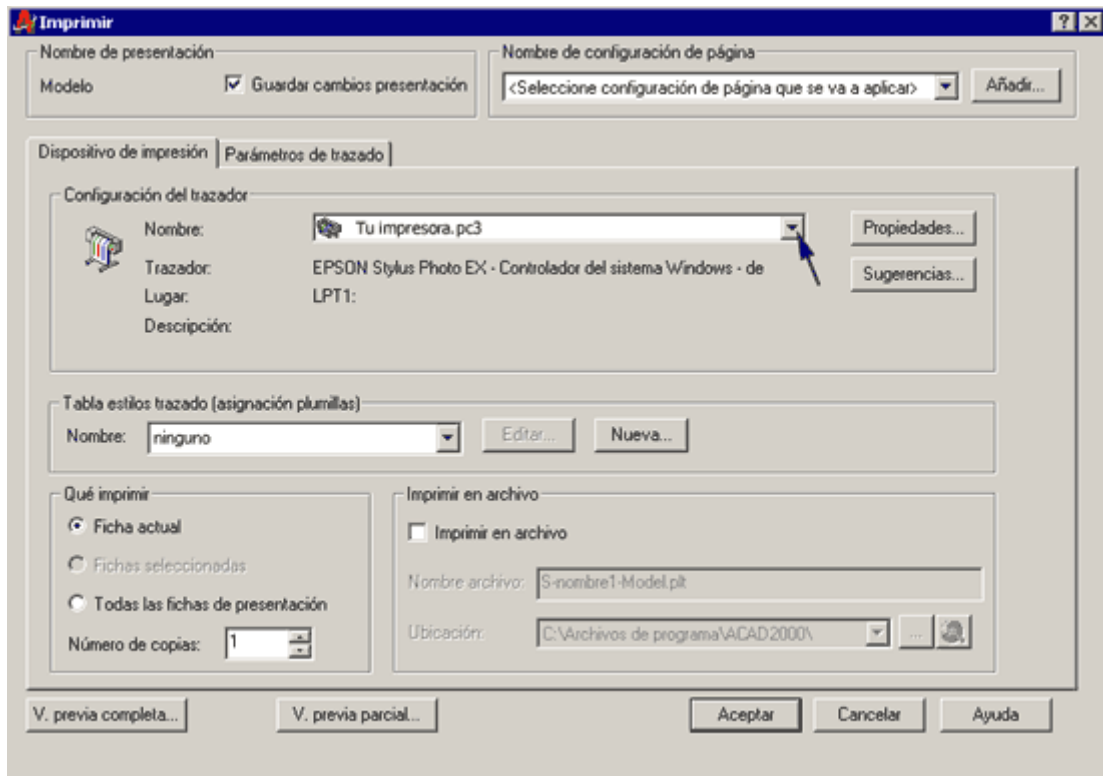 Imprimir
Nombre de presentación
Modelo
Guardar cambios presentación
Nombre de configuración de página
<Seleccione configuración de página que se va a aplicar>
Añadir...
Dispositivo de impresión
Parámetros de trazado
Configuración del trazador
Nombre:
Tu impresora.pc3
Propiedades...
Trazador:
EPSON Stylus Photo EX - Controlador del sistema Windows - de
Sugerencias...
Lugar:
LPT1:
Descripción:
Tabla estilos trazado (asignación plumillas)
Nombre:
ninguno
Editar...
Nueva...
Qué imprimir
Ficha actual
Fichas seleccionadas
Todas las fichas de presentación
Número de copias:
1
Imprimir en archivo
Imprimir en archivo
Nombre archivo:
S-nombre1-Model.plt
Ubicación:
C:\Archivos de programa\ACAD2000\
...
V. previa completa...
V. previa parcial...
Aceptar
Cancelar
Ayuda